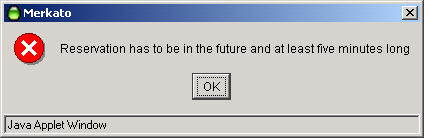 Merkato
Reservation has to be in the future and at least five minutes long
OK
Java Applet Window